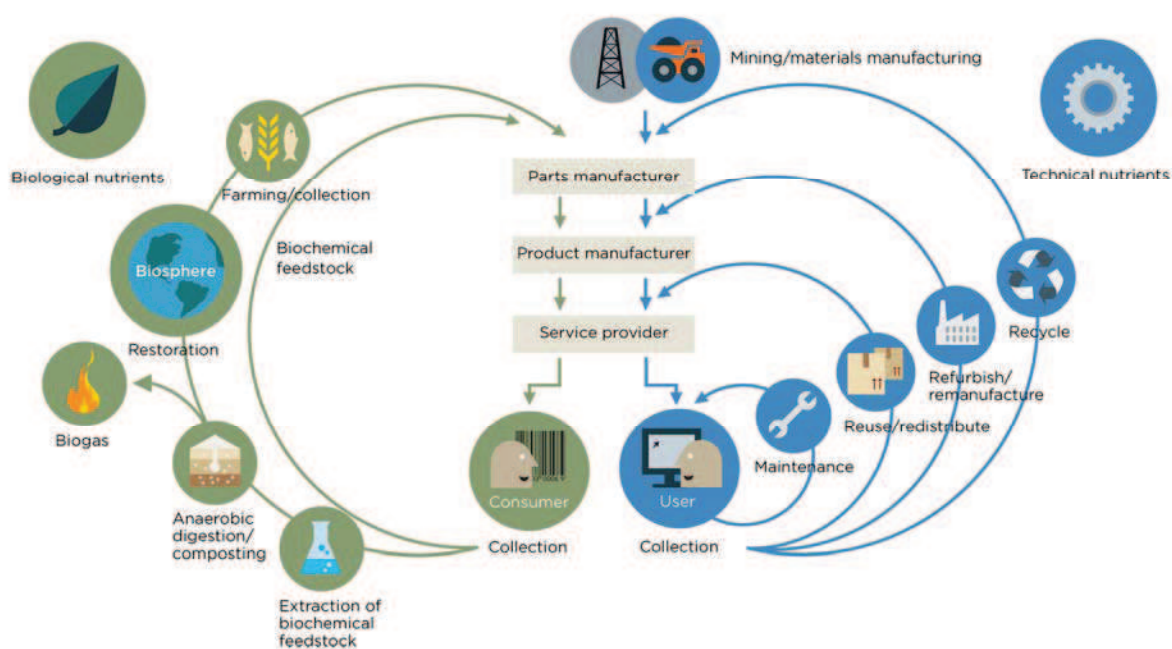 Mining/materials manufacturing
Biological nutrients
Technical nutrients
Farming/collection
Parts manufacturer
Biochemical
feedstock
Product manufacturer
Biosphere
Restoration
Service provider
Recycle
Refurbish/
remanufacture
Reuse/redistribute
Biogas
Maintenance
Consumer
User
Anaerobic
digestion/
composting
Collection
Collection
Extraction of
biochemical
feedstock